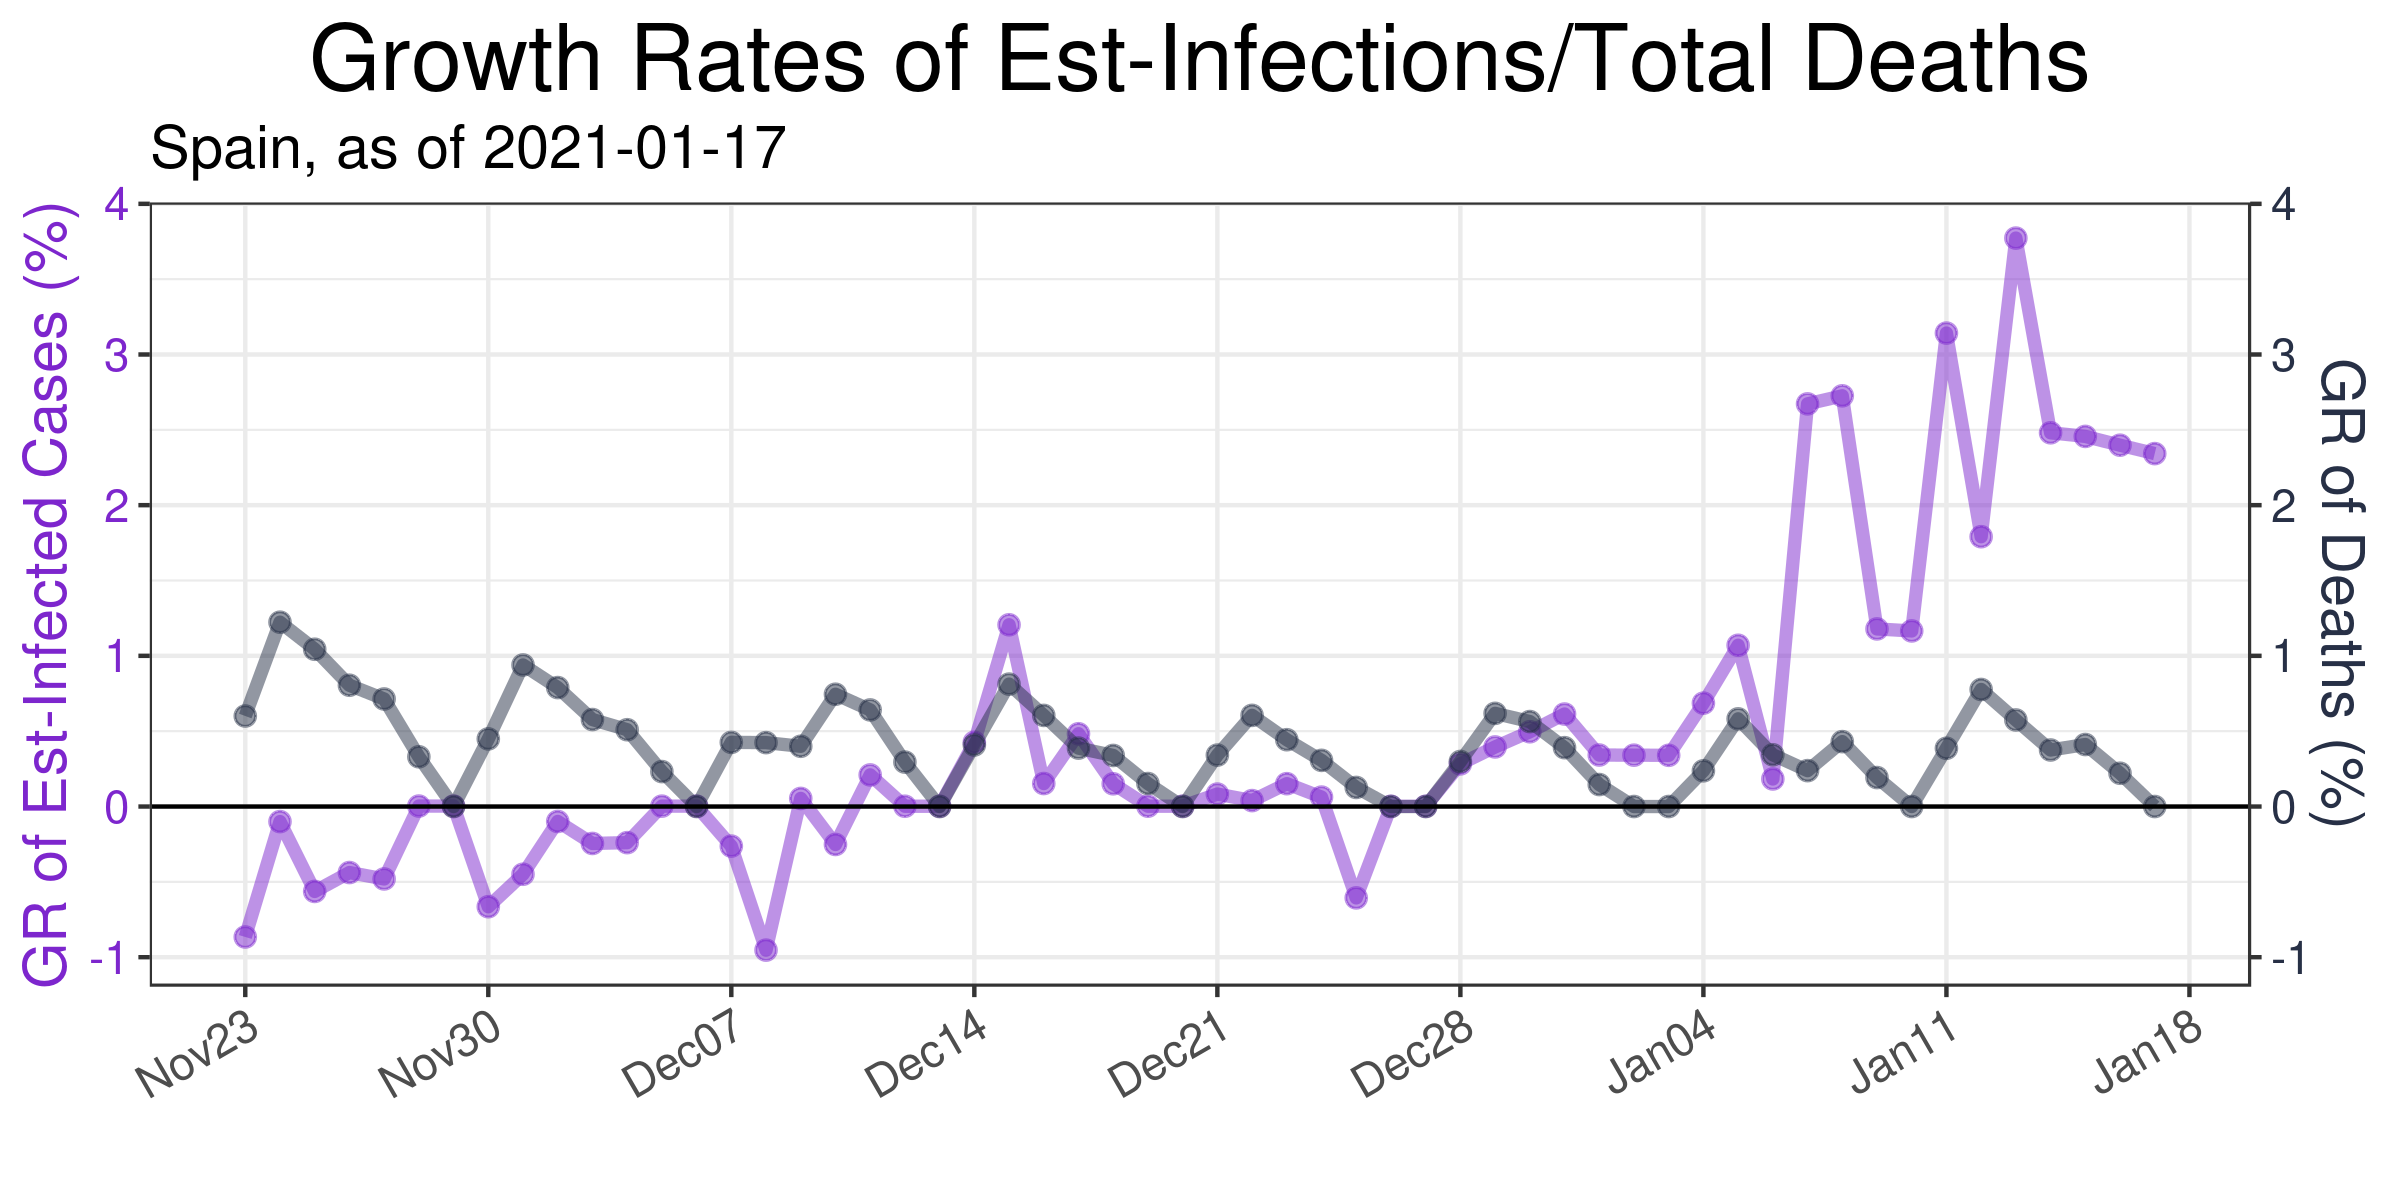 Growth Rates of Est-Infections/Total Deaths
Spain, as of 2021-01-17
GR of Est-Infected Cases (%)
4
3
2
1
0
-1
4
3
2
1
0
-1
GR of Deaths (%)
Nov23
Nov30
Dec07
Dec14
Dec21
Dec28
Jan04
Jan11
Jan18